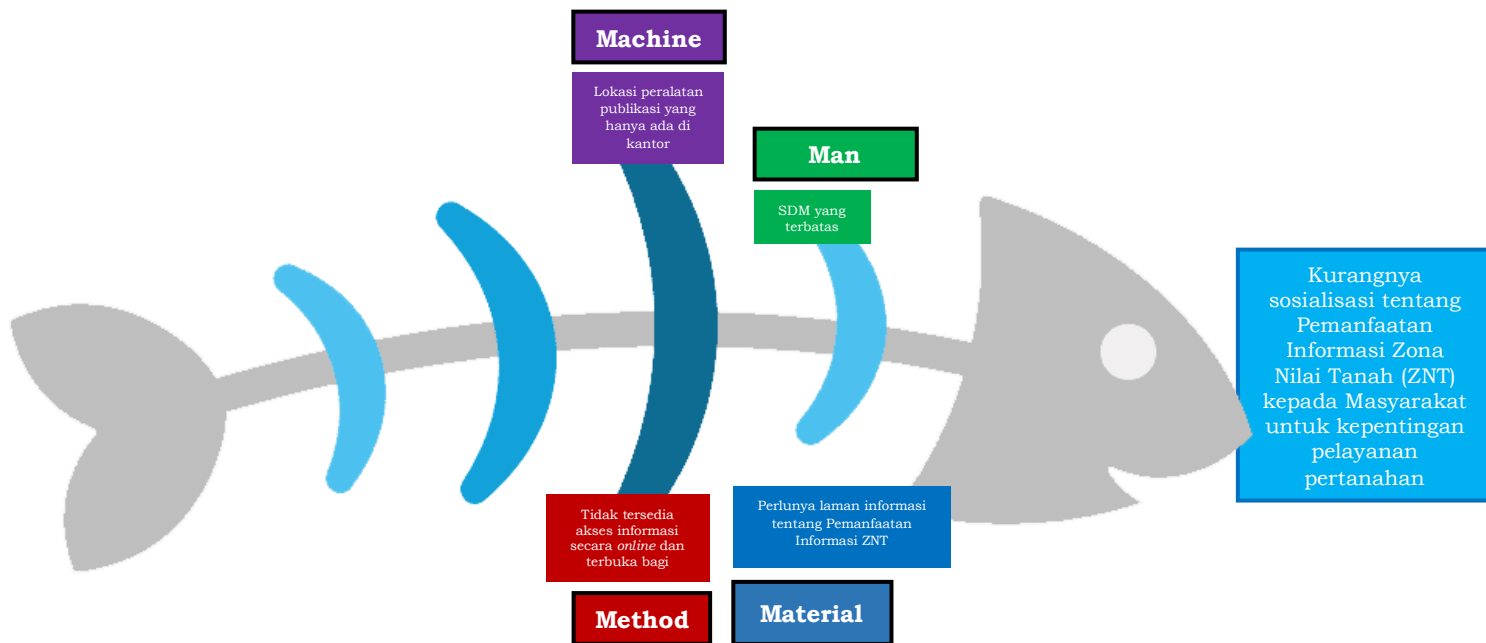 Machine
Lokasi peralatan
publikasi yang
hanya ada di
kantor
Man
SDM yang
terbatas
Kurangnya
sosialisasi tentang
Pemanfaatan
Informasi Zona
Nilai Tanah (ZNT)
kepada Masyarakat
untuk kepentingan
pelayanan
pertanahan
Tidak tersedia
akses informasi
secara online dan
terbuka bagi
Method
Perlunya laman informasi
tentang Pemanfaatan
Informasi ZNT
Material